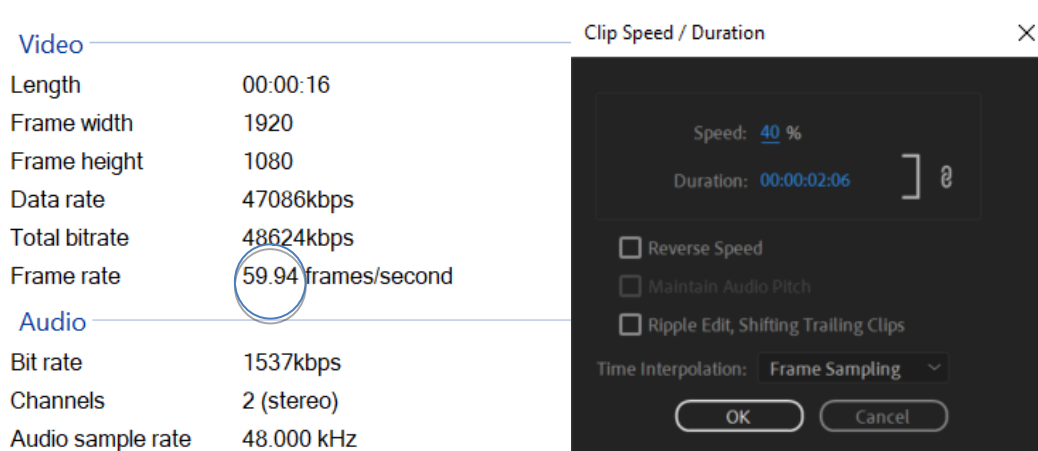 Video
Length 00:00:16
Frame width 1920
Frame height 1080
Data rate 47086kbps
Total bitrate 48624kbps
Frame rate 59.94 frames/second
Audio
Bit rate 1537kbps
Channels 2 (stereo)
Audio sample rate 48.000 kHz
Clip Speed / Duration
Speed: 40 %
Duration: 00:00:02:06
Reverse Speed
Maintain Audio Pitch
Ripple Edit, Shifting Trailing Clips
Time Interpolation: Frame Sampling
OK Cancel